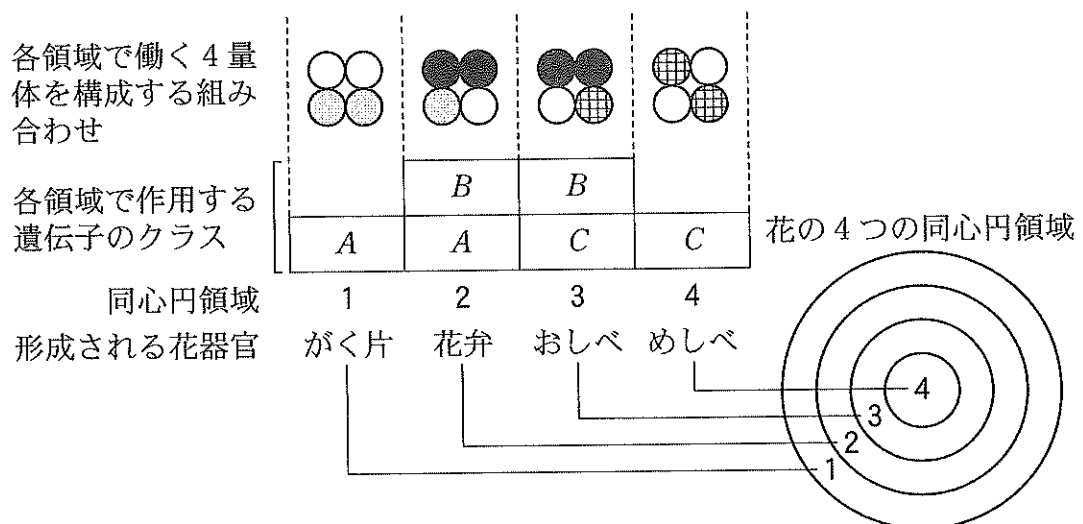 各領域で働く4量
体を構成する組み
合わせ
B B
各領域で作用する
遺伝子のクラス
A A C C
花の4つの同心円領域
同心円領域 1 2 3 4
形成される花器官 がく片 花弁 おしべ めしべ
4
3
2
1